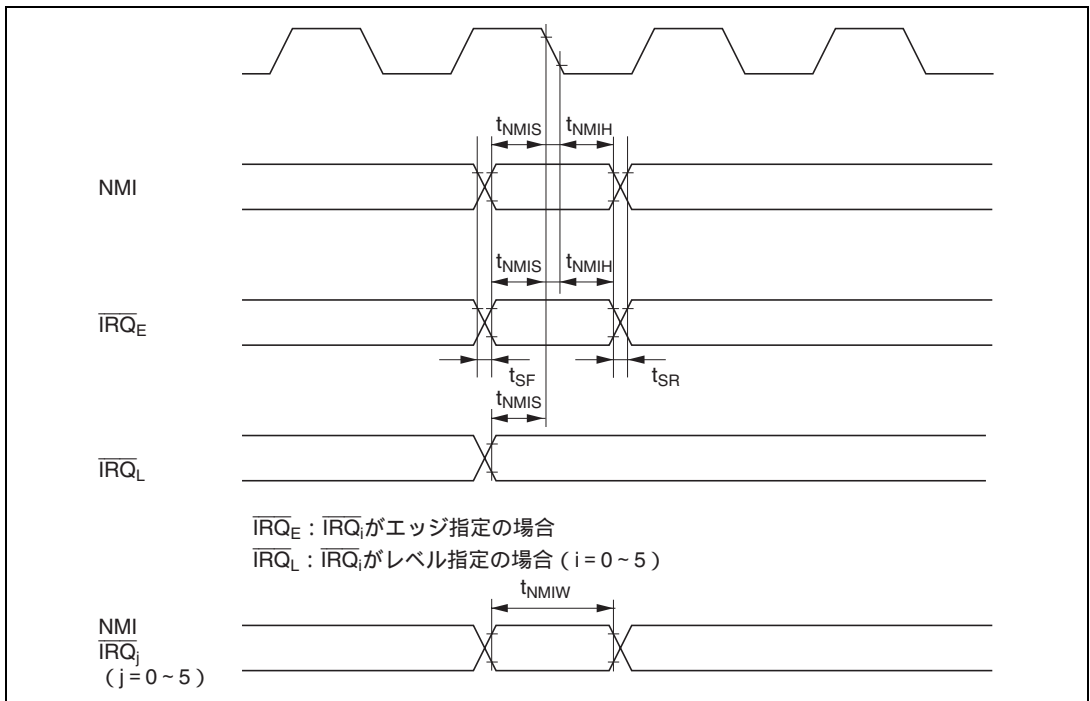 tNMIS tNMIH
NMI
tNMIS tNMIH
IRQE
tSF tSR
tNMIS
IRQL
IRQE：IRQiがエッジ指定の場合
IRQL：IRQiがレベル指定の場合（i=0~5）
tNMIW
NMI
IRQj
（j=0~5）